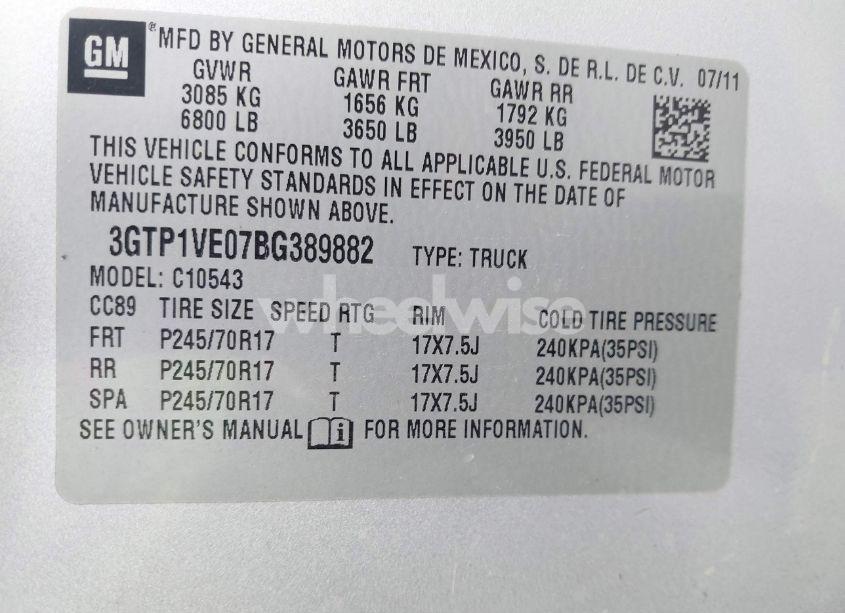 GM
®MFD BY GENERAL MOTORS DE MEXICO, S. DE R.L. DE C.V. 07/11
GVWR GAWR FRT GAWR RR
3085 KG 1656 KG 1792 KG
6800 LB 3650 LB 3950 LB
THIS VEHICLE CONFORMS TO ALL APPLICABLE U.S. FEDERAL MOTOR
VEHICLE SAFETY STANDARDS IN EFFECT ON THE DATE OF
MANUFACTURE SHOWN ABOVE.
3GTP1VE07BG389882 TYPE: TRUCK
MODEL: C10543
CC89 TIRE SIZE SPEED RTG RIM COLD TIRE PRESSURE
wheelwise
FRT P245/70R17 T 17X7.5J 240KPA(35PSI)
RR P245/70R17 T 17X7.5J 240KPA(35PSI)
SPA P245/70R17 T 17X7.5J 240KPA(35PSI)
SEE OWNER'S MANUAL i FOR MORE INFORMATION.